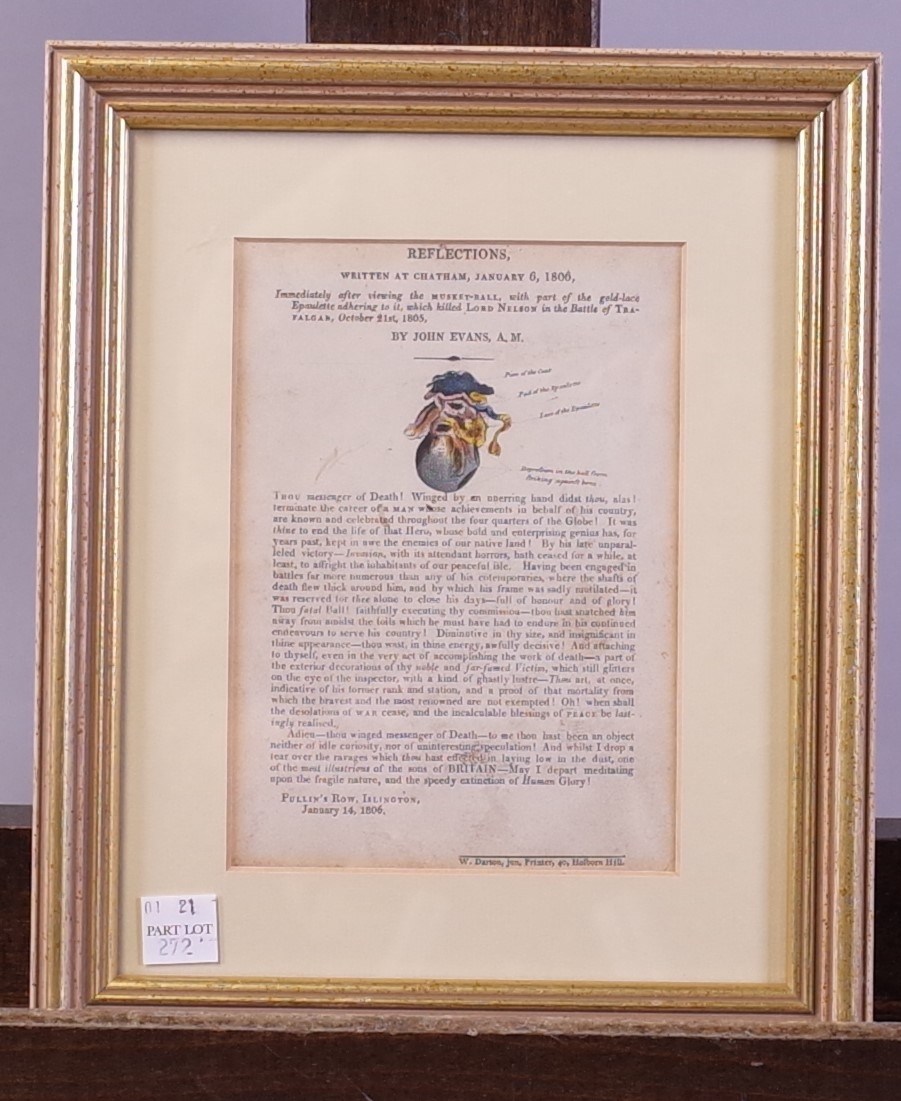 REFLECTIONS,
WRITTEN AT CHATHAM, JANUARY 6, 1806,
Immediately after viewing the MUSKET-BALL, with part of the gold-lace
Epaulette adhering to it, which killed LORD NELSON in the Battle of TRA-
FALGAR, October 21st, 1805.
BY JOHN EVANS, A.M.
Piece of the Coat
Pad of the Epaulette
Lace of the Epaulette
Depression in the ball from
striking against bone
THOU messenger of Death! Winged by an unerring hand didst thou, alas!
terminate the career of a MAN whose achievements in behalf of his country,
are known and celebrated throughout the four quarters of the Globe! It was
thine to end the life of that Hero, whose bold and enterprising genius has, for
years past, kept in awe the enemies of our native land! By his late unparal-
leled victory—Invasion, with its attendant horrors, hath ceased for a while, at
least, to affright the inhabitants of our peaceful isle. Having been engaged in
battles far more numerous than any of his cotemporaries, where the shafts of
death flew thick around him, and by which his frame was sadly mutilated—it
was reserved for thee alone to close his days—full of honour and of glory!
Thou fatal Ball! faithfully executing thy commission—thou hast snatched him
away from amidst the toils which he must have had to endure in his continued
endeavours to serve his country! Diminutive in thy size, and insignificant in
thine appearance—thou wast, in thine energy, awfully decisive! And attaching
to thyself, even in the very act of accomplishing the work of death—a part of
the exterior decorations of thy noble and far-famed Victim, which still glitters
on the eye of the inspector, with a kind of ghastly lustre—Thou art, at once,
indicative of his former rank and station, and a proof of that mortality from
which the bravest and the most renowned are not exempted! Oh! when shall
the desolations of WAR cease, and the incalculable blessings of PEACE be last-
ingly realised.
Adieu—thou winged messenger of Death—to me thou hast been an object
neither of idle curiosity, nor of uninteresting speculation! And whilst I drop a
tear over the ravages which thou hast effected in laying low in the dust, one
of the most illustrious of the sons of BRITAIN—May I depart meditating
upon the fragile nature, and the speedy extinction of Human Glory!
PULLIN'S ROW, ISLINGTON,
January 14, 1806.
W. Darton, jun, Printer, 40, Holborn Hill.
21
PART LOT
272